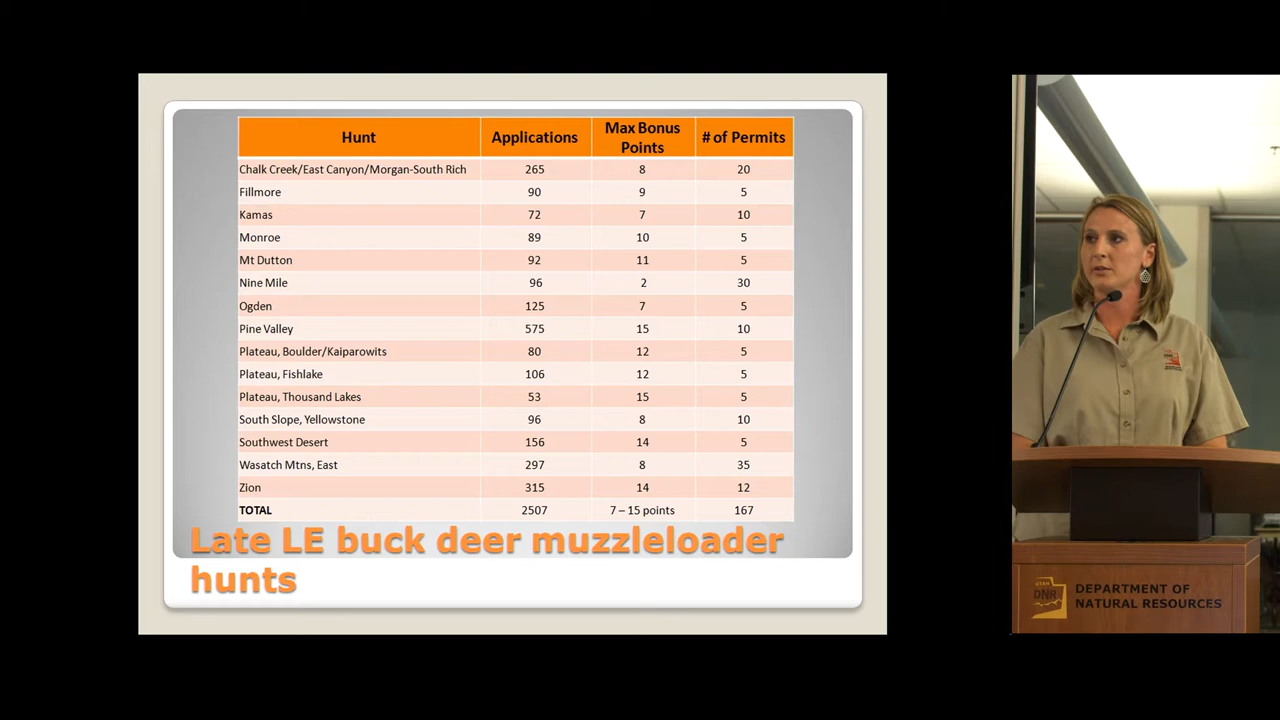 Hunt Applications Max Bonus Points # of Permits
Chalk Creek/East Canyon/Morgan-South Rich 265 8 20
Fillmore 90 9 5
Kamas 72 7 10
Monroe 89 10 5
Mt Dutton 92 11 5
Nine Mile 96 2 30
Ogden 125 7 5
Pine Valley 575 15 10
Plateau, Boulder/Kaiparowits 80 12 5
Plateau, Fishlake 106 12 5
Plateau, Thousand Lakes 53 15 5
South Slope, Yellowstone 96 8 10
Southwest Desert 156 14 5
Wasatch Mtns, East 297 8 35
Zion 315 14 12
TOTAL 2507 7 – 15 points 167
Late LE buck deer muzzleloader
hunts
DNR
UTAH
DNR
DEPARTMENT OF
NATURAL RESOURCES